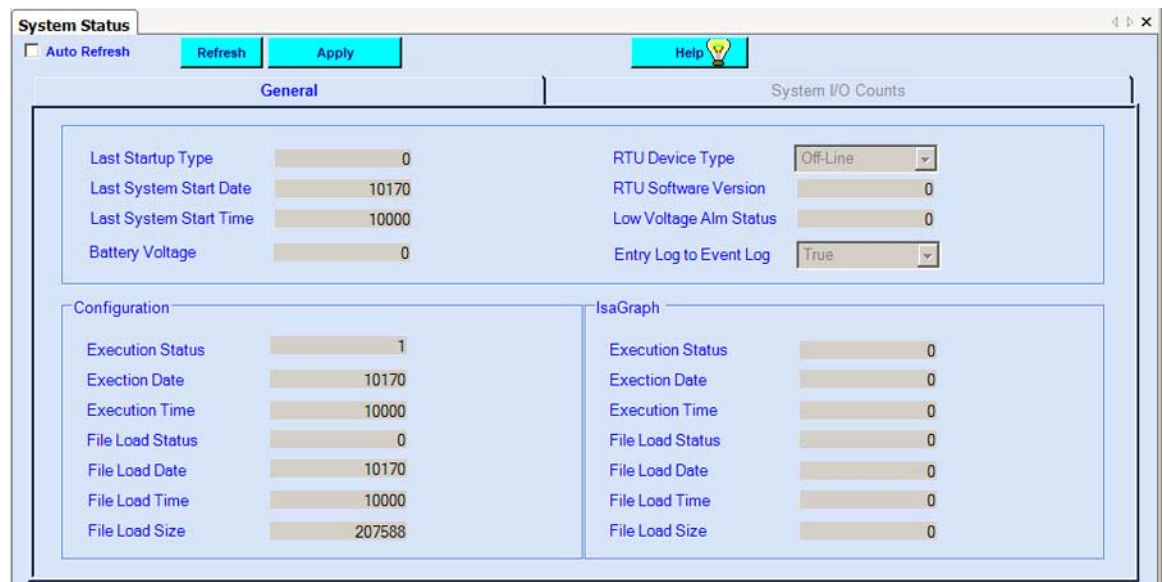 System Status
Auto Refresh Refresh Apply Help
General System I/O Counts
Last Startup Type 0 RTU Device Type Off-Line
Last System Start Date 10170 RTU Software Version 0
Last System Start Time 10000 Low Voltage Alm Status 0
Battery Voltage 0 Entry Log to Event Log True
Configuration IsaGraph
Execution Status 1 Execution Status 0
Exection Date 10170 Exection Date 0
Execution Time 10000 Execution Time 0
File Load Status 0 File Load Status 0
File Load Date 10170 File Load Date 0
File Load Time 10000 File Load Time 0
File Load Size 207588 File Load Size 0